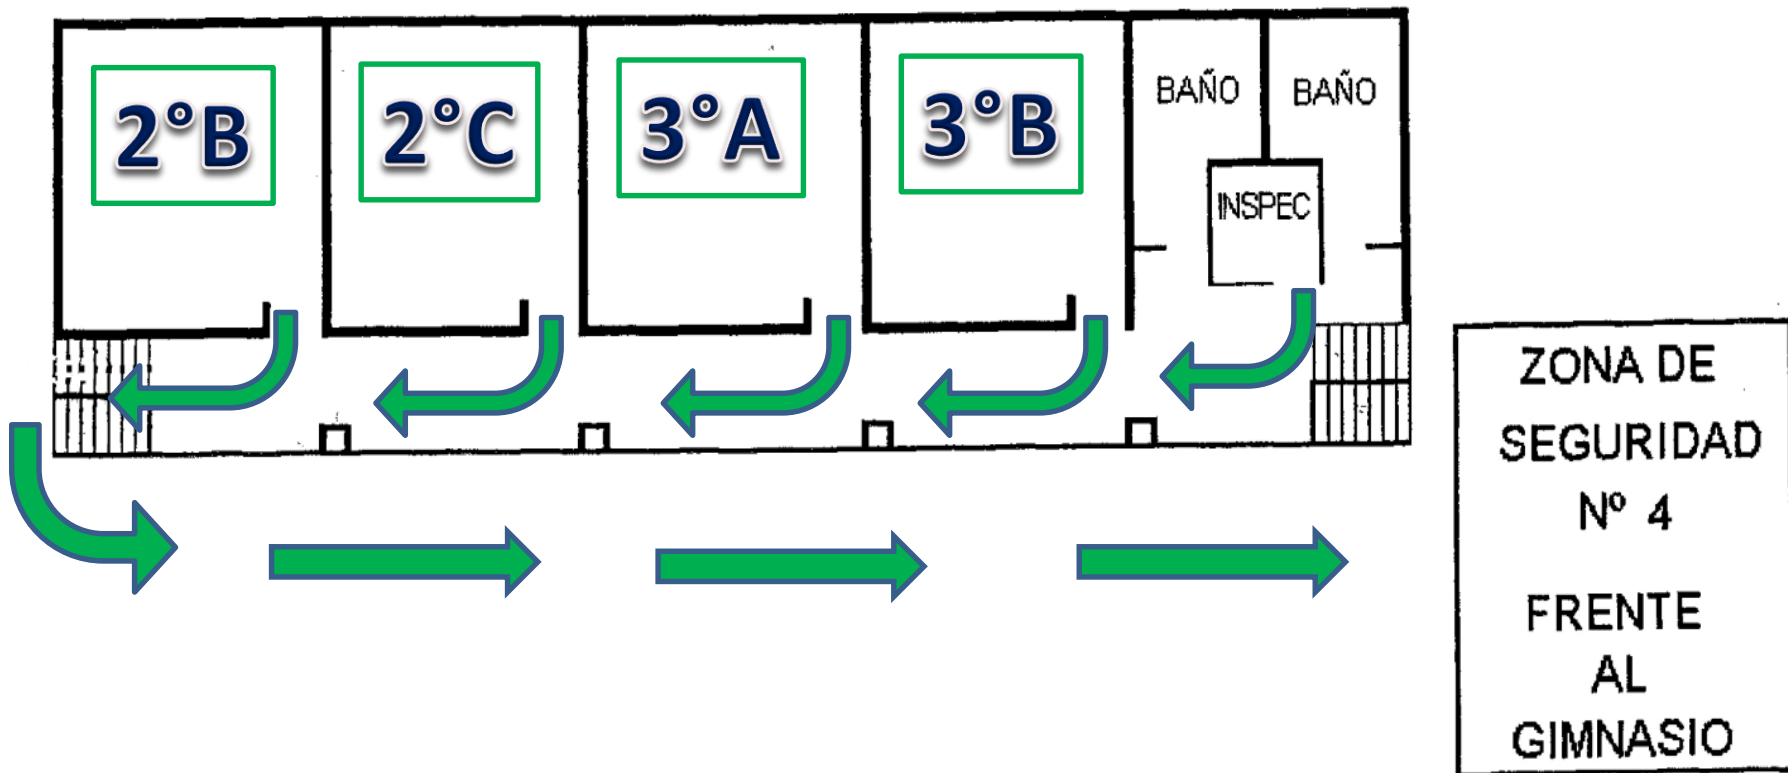 2°B
2°C
3°A
3°B
BAÑO
BAÑO
INSPEC
ZONA DE
SEGURIDAD
Nº 4
FRENTE
AL
GIMNASIO